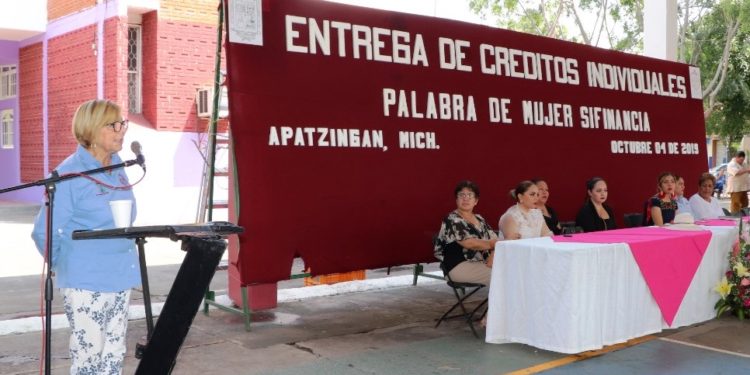 ENTREGA DE CREDITOS INDIVIDUALES
PALABRA DE MUJER SIFINANCIA
APATZINGAN, MICH.
OCTUBRE 04 DE 2019